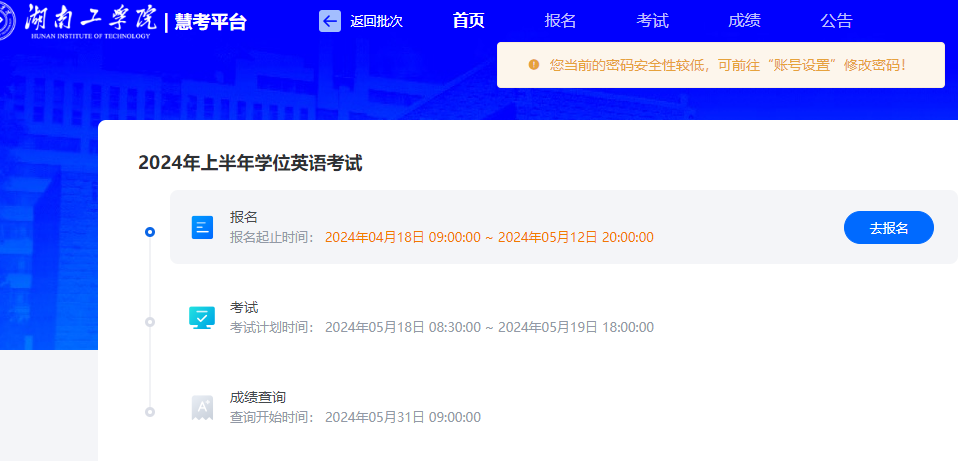 湖南工学院 | 慧考平台 返回批次 首页 报名 考试 成绩 公告
HUNAN INSTITUTE OF TECHNOLOGY
您当前的密码安全性较低，可前往“账号设置”修改密码！
2024年上半年学位英语考试
报名
报名起止时间： 2024年04月18日 09:00:00 ~ 2024年05月12日 20:00:00
去报名
考试
考试计划时间： 2024年05月18日 08:30:00 ~ 2024年05月19日 18:00:00
A+
成绩查询
查询开始时间： 2024年05月31日 09:00:00